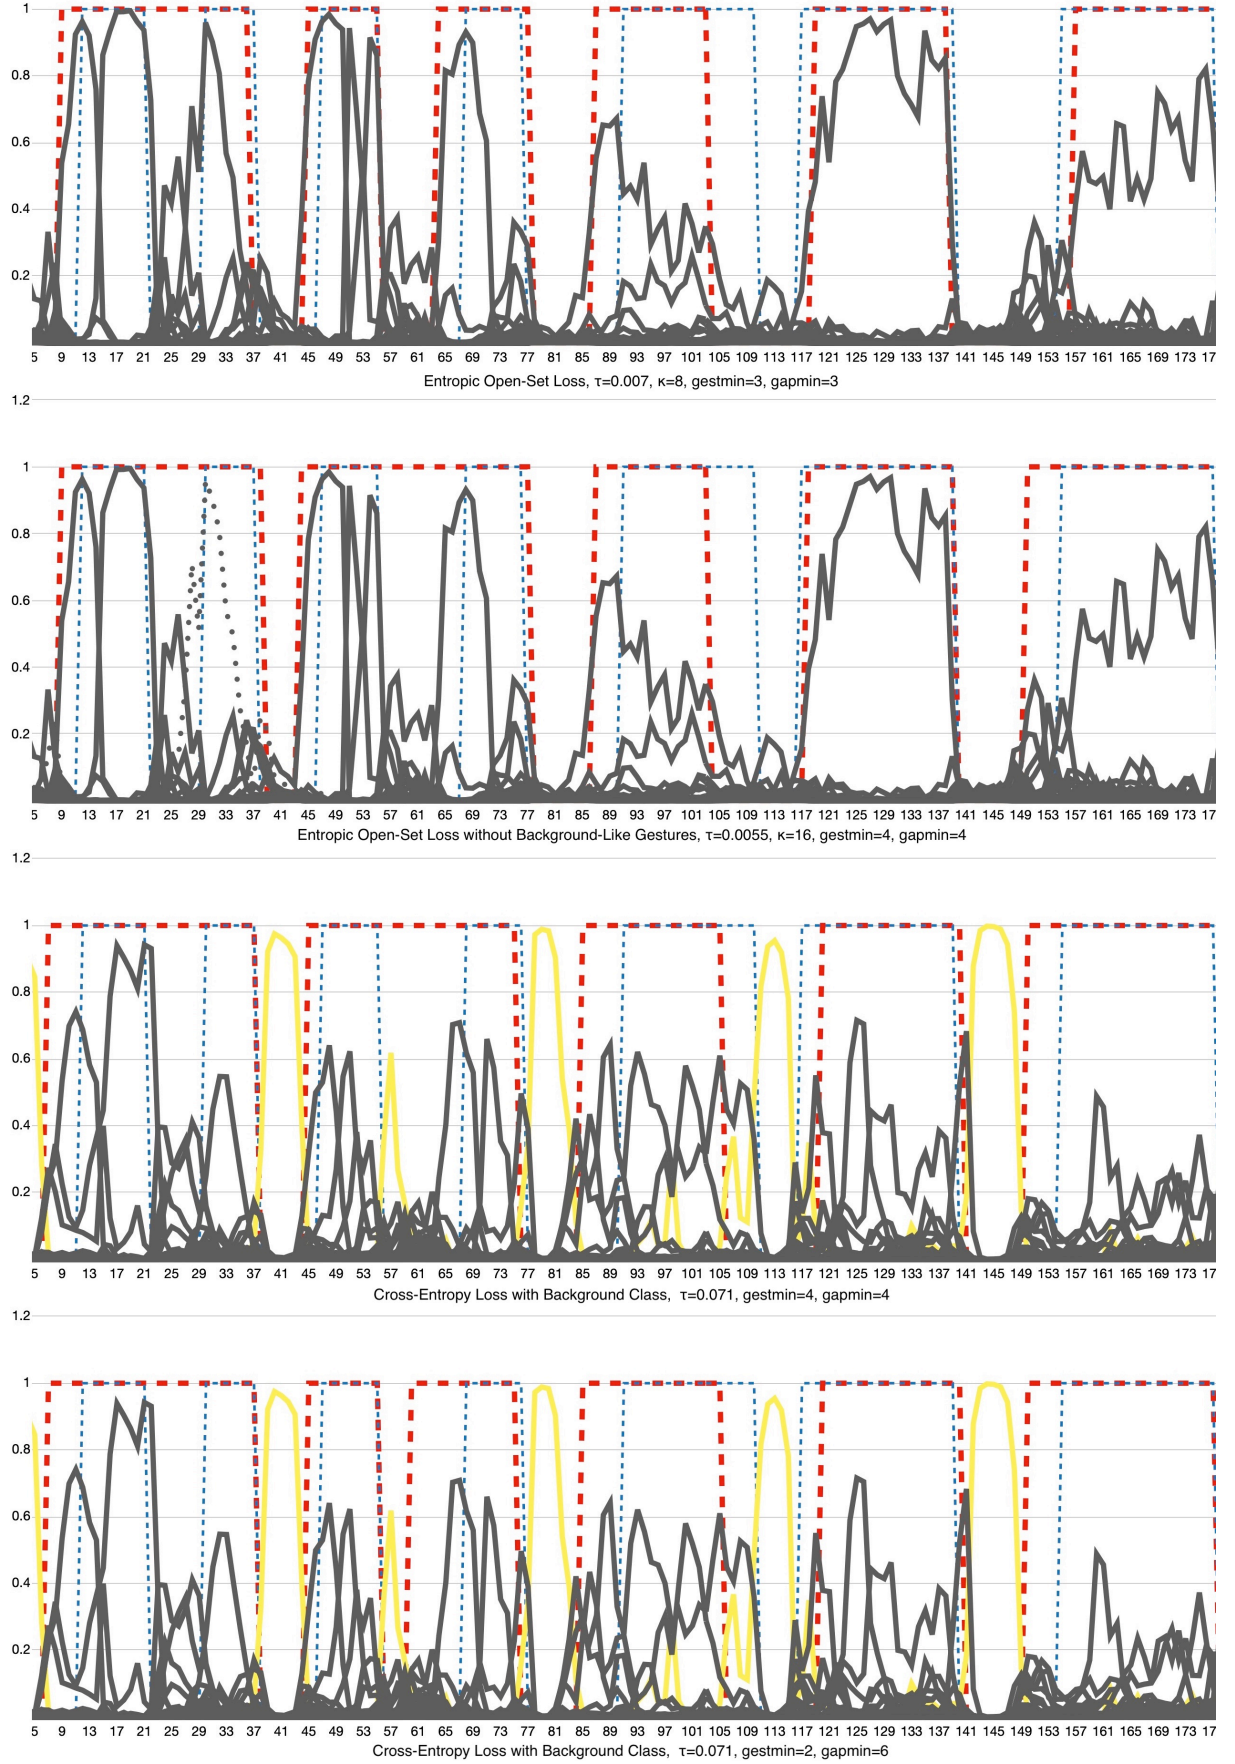 1
0.8
0.6
0.4
0.2
5 9 13 17 21 25 29 33 37 41 45 49 53 57 61 65 69 73 77 81 85 89 93 97 101 105 109 113 117 121 125 129 133 137 141 145 149 153 157 161 165 169 173 17
Entropic Open-Set Loss, τ=0.007, κ=8, gestmin=3, gapmin=3
1.2
1
0.8
0.6
0.4
0.2
5 9 13 17 21 25 29 33 37 41 45 49 53 57 61 65 69 73 77 81 85 89 93 97 101 105 109 113 117 121 125 129 133 137 141 145 149 153 157 161 165 169 173 17
Entropic Open-Set Loss without Background-Like Gestures, τ=0.0055, κ=16, gestmin=4, gapmin=4
1.2
1
0.8
0.6
0.4
0.2
5 9 13 17 21 25 29 33 37 41 45 49 53 57 61 65 69 73 77 81 85 89 93 97 101 105 109 113 117 121 125 129 133 137 141 145 149 153 157 161 165 169 173 17
Cross-Entropy Loss with Background Class, τ=0.071, gestmin=4, gapmin=4
1.2
1
0.8
0.6
0.4
0.2
5 9 13 17 21 25 29 33 37 41 45 49 53 57 61 65 69 73 77 81 85 89 93 97 101 105 109 113 117 121 125 129 133 137 141 145 149 153 157 161 165 169 173 17
Cross-Entropy Loss with Background Class, τ=0.071, gestmin=2, gapmin=6